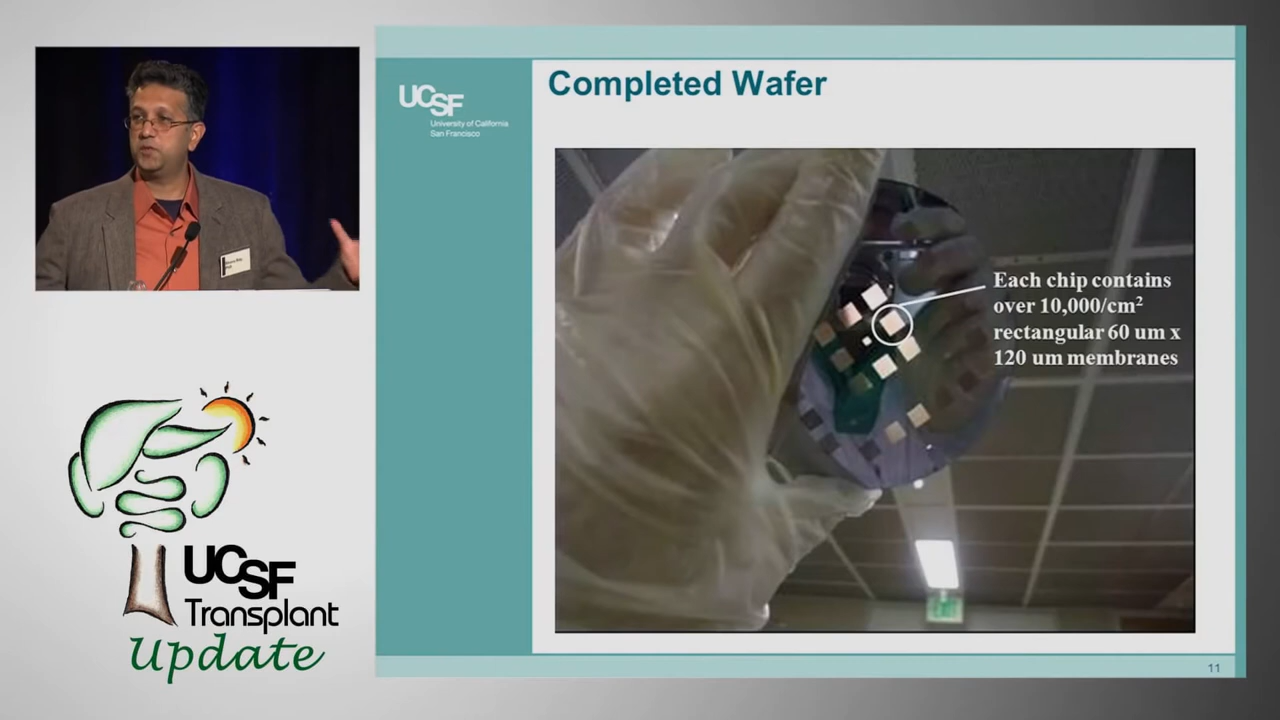 Completed Wafer
UCSF
University of California
San Francisco
Each chip contains
over 10,000/cm²
rectangular 60 um x
120 um membranes
11
UCSF
Transplant
Update